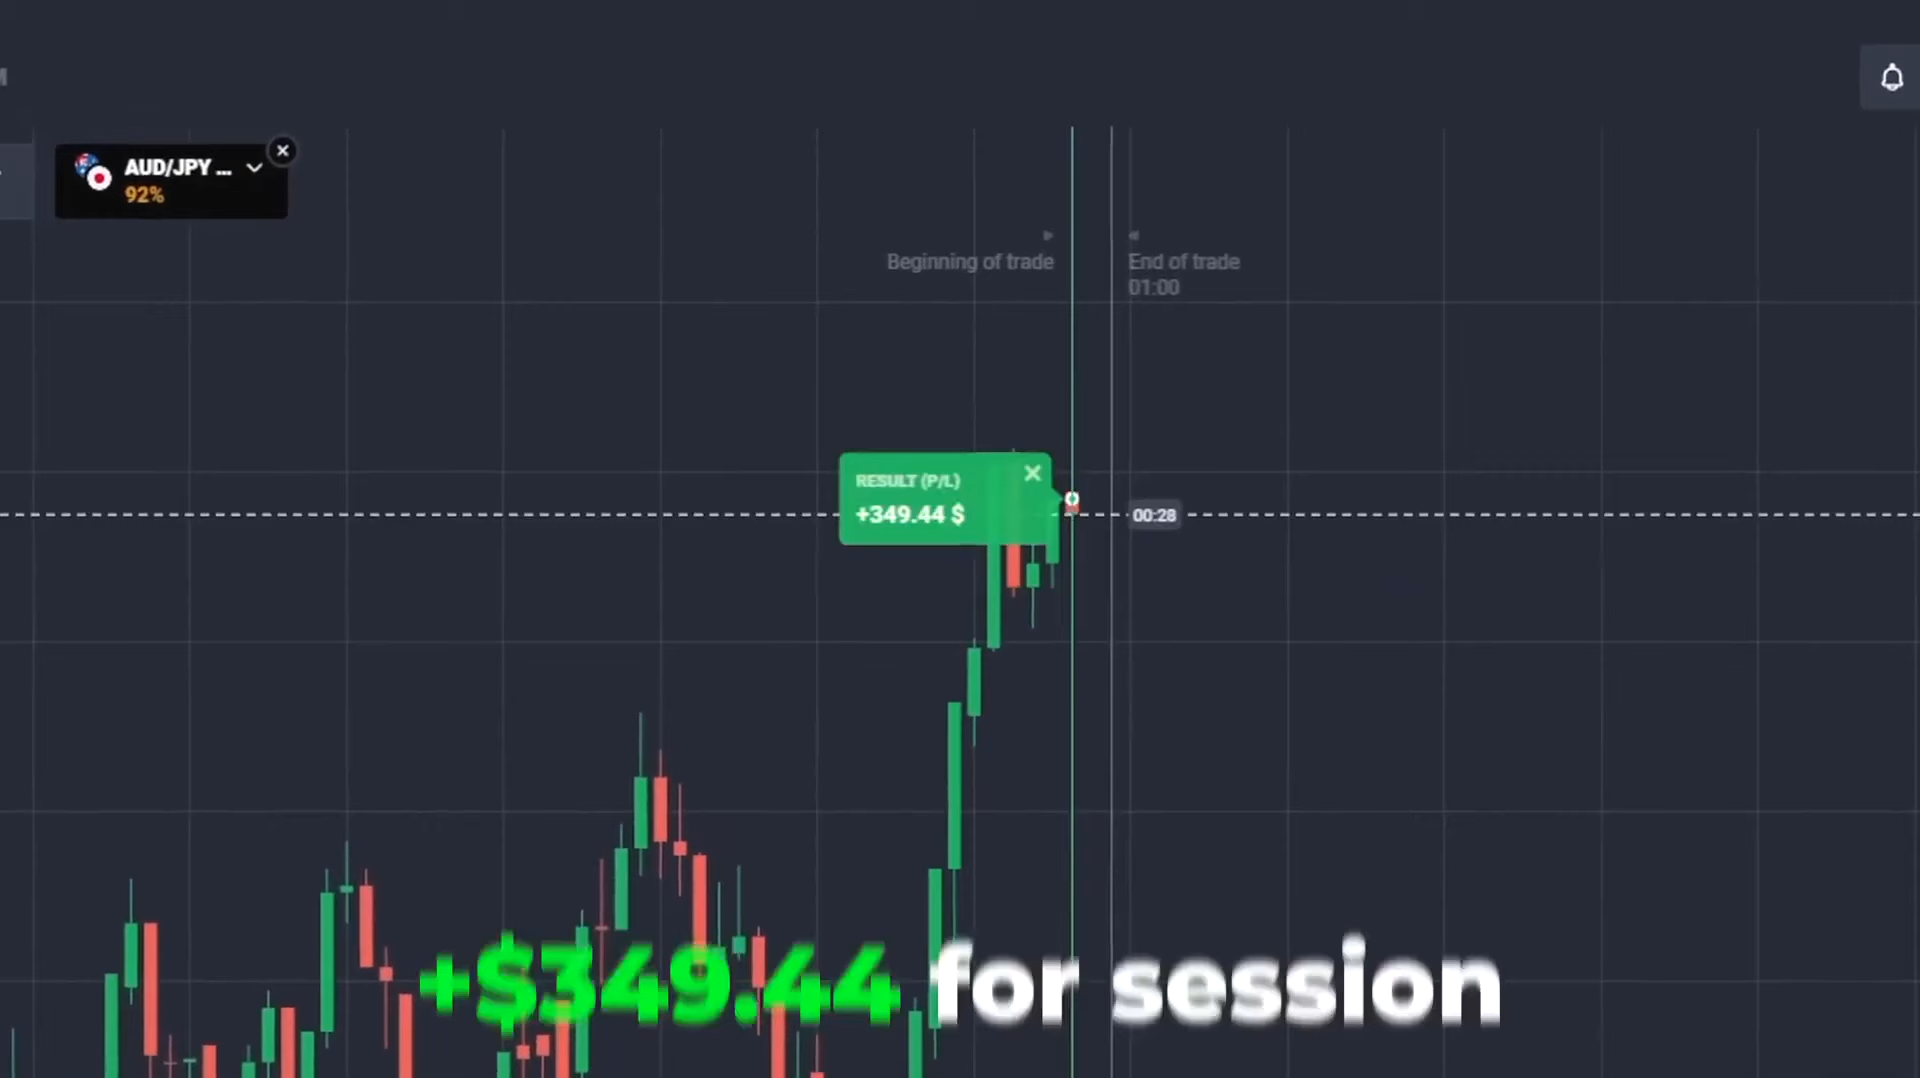 AUD/JPY ...
92%
Beginning of trade
End of trade
01:00
RESULT (P/L)
+349.44 $
00:28
+$349.44 for session